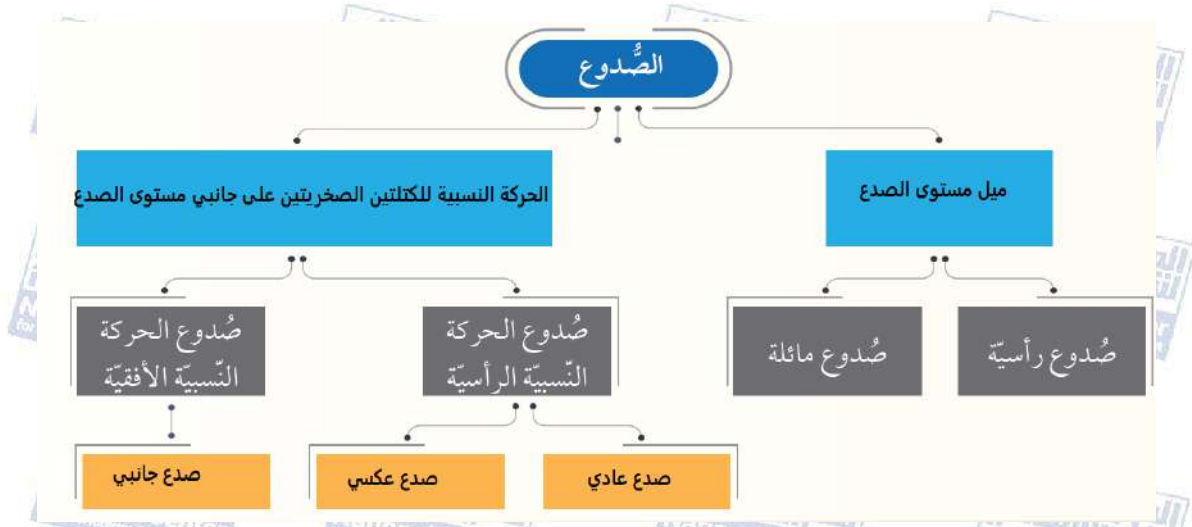 الصُّدوع
ميل مستوى الصدع
الحركة النسبية للكتلتين الصخريتين على جانبي مستوى الصدع
صُدوع رأسيّة
صُدوع مائلة
صُدوع الحركة
النّسبيّة الرأسيّة
صُدوع الحركة
النّسبيّة الأفقيّة
صدع عادي
صدع عكسي
صدع جانبي